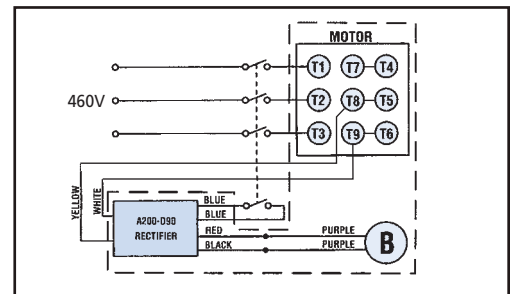 MOTOR
T1 T7 T4
460V T2 T8 T5
T3 T9 T6
YELLOW
WHITE
BLUE
BLUE
A200-D90
RECTIFIER
RED PURPLE
BLACK PURPLE
B